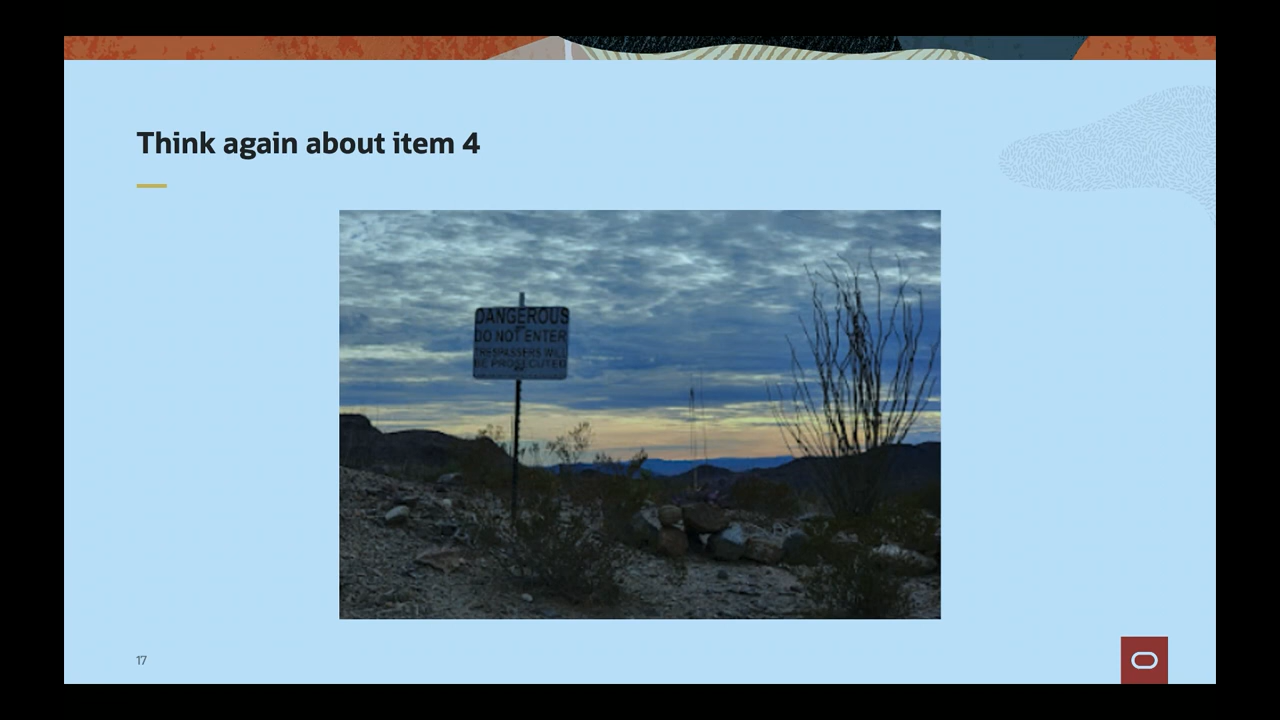 Think again about item 4
DANGEROUS
DO NOT ENTER
TRESPASSERS WILL
BE PROSECUTED
17